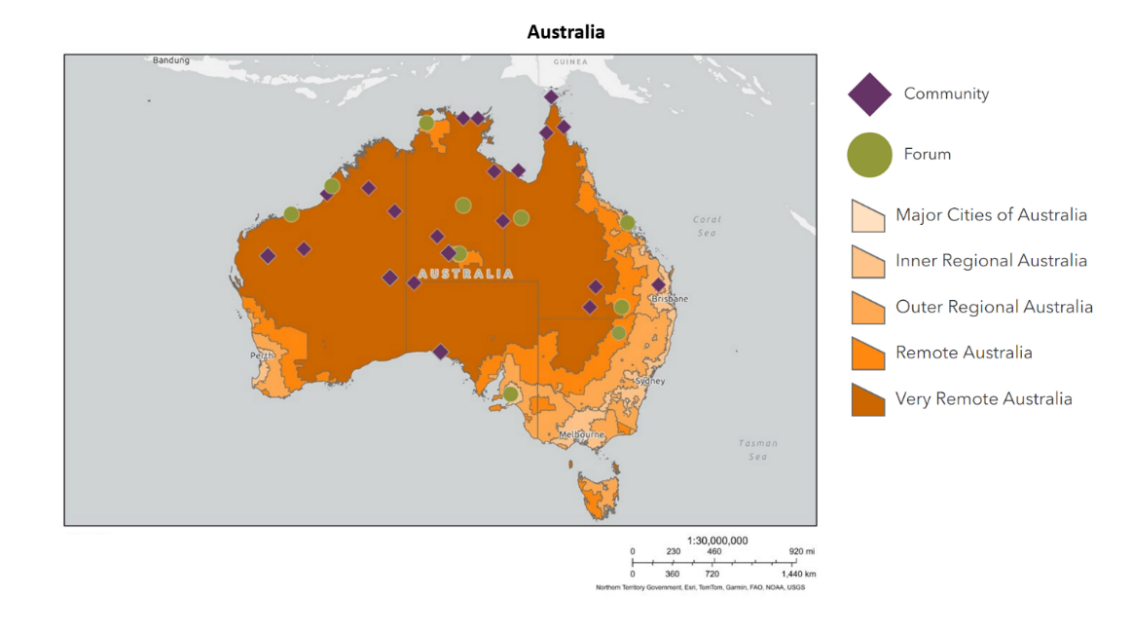 Australia
Bandung
GUINEA
Community
Forum
Coral
Sea
Major Cities of Australia
Inner Regional Australia
AUSTRALIA
Brisbane
Outer Regional Australia
Perth
Remote Australia
Sydney
Very Remote Australia
Melbourne
Tasman
Sea
1:30,000,000
0 230 460 920 mi
0 360 720 1,440 km
Northern Territory Government, Esri, TomTom, Garmin, FAO, NOAA, USGS